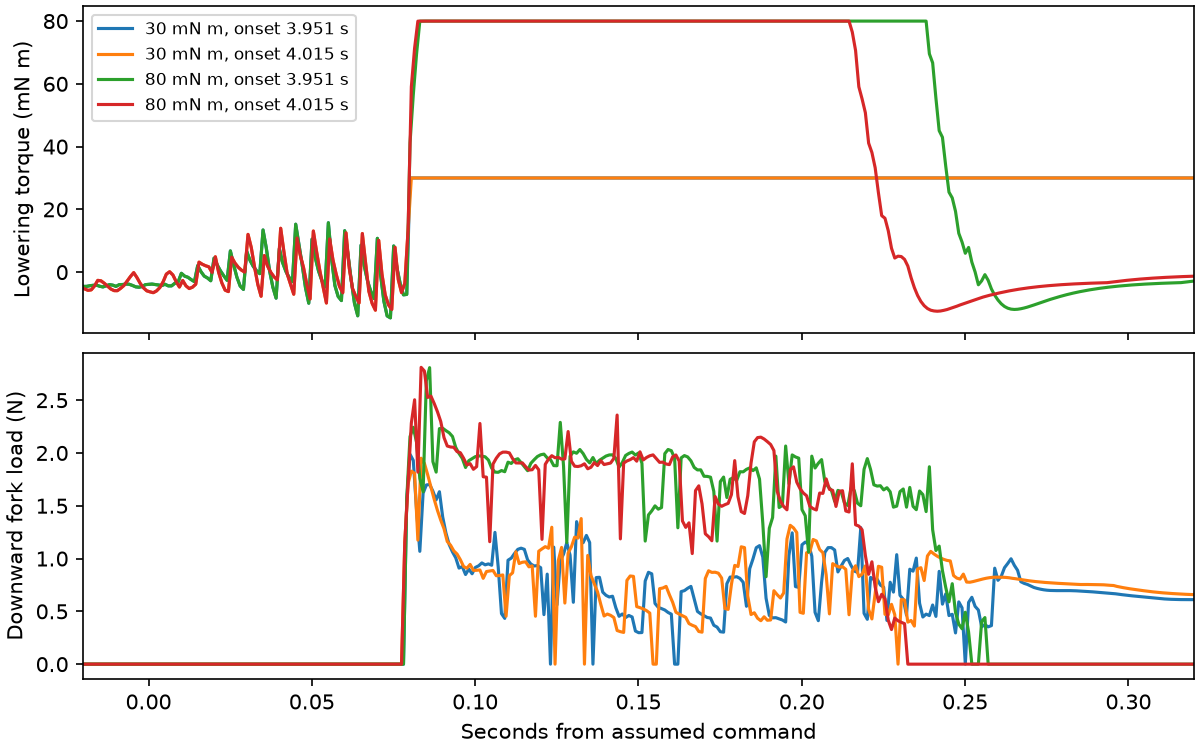 Lowering torque (mN m)
80
60
40
20
0
30 mN m, onset 3.951 s
30 mN m, onset 4.015 s
80 mN m, onset 3.951 s
80 mN m, onset 4.015 s
Downward fork load (N)
2.5
2.0
1.5
1.0
0.5
0.0
0.00 0.05 0.10 0.15 0.20 0.25 0.30
Seconds from assumed command